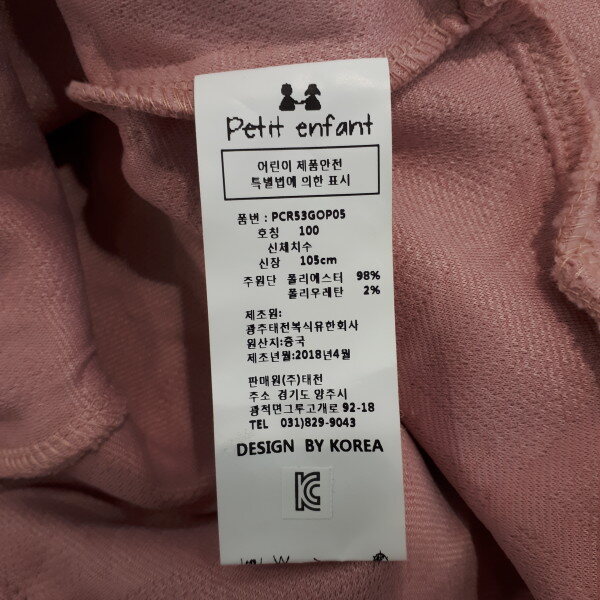 Petit enfant
어린이 제품안전
특별법에 의한 표시
품번 : PCR53GOP05
호칭 100
신체치수
신장 105cm
주원단 폴리에스터 98%
폴리우레탄 2%
제조원:
광주태전복식유한회사
원산지:중국
제조년월:2018년4월
판매원(주)태전
주소 경기도 양주시
광적면그루고개로 92-18
TEL 031)829-9043
DESIGN BY KOREA
KC